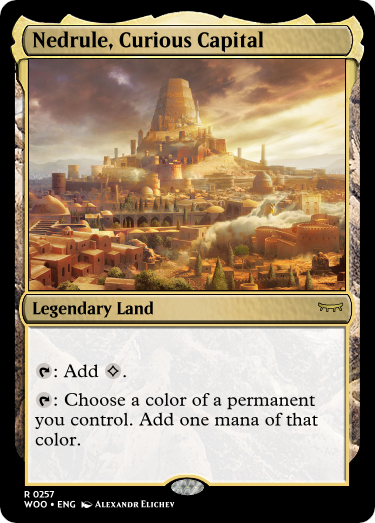 Nedrule, Curious Capital
Legendary Land
: Add .
: Choose a color of a permanent
you control. Add one mana of that
color.
R 0257
WOO • ENG Alexandr Elichev